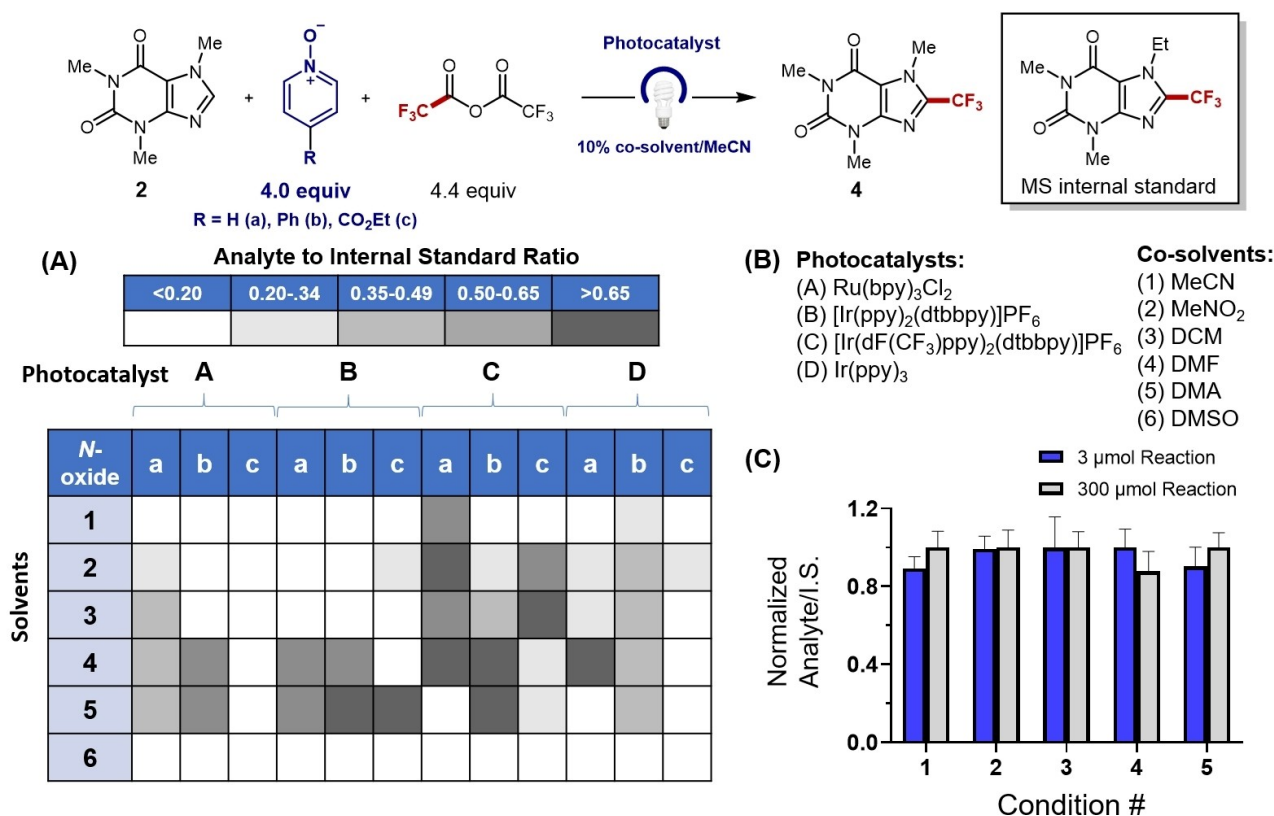 O
Me
N
Me
N
O
N
N
Me
2
+
O−
N+
R
4.0 equiv
R = H (a), Ph (b), CO2Et (c)
+
O
O
F3C
O
CF3
4.4 equiv
Photocatalyst
10% co-solvent/MeCN
O
Me
N
Me
N
CF3
O
N
N
Me
4
O
Et
N
Me
N
CF3
O
N
N
Me
MS internal standard
(A)
Analyte to Internal Standard Ratio
<0.20 0.20-.34 0.35-0.49 0.50-0.65 >0.65
Photocatalyst A B C D
N-oxide a b c a b c a b c a b c
Solvents
1
2
3
4
5
6
(B)
Photocatalysts:
(A) Ru(bpy)3Cl2
(B) [Ir(ppy)2(dtbbpy)]PF6
(C) [Ir(dF(CF3)ppy)2(dtbbpy)]PF6
(D) Ir(ppy)3
Co-solvents:
(1) MeCN
(2) MeNO2
(3) DCM
(4) DMF
(5) DMA
(6) DMSO
(C)
3 µmol Reaction
300 µmol Reaction
Normalized
Analyte/I.S.
1.2
0.8
0.4
0.0
1 2 3 4 5
Condition #